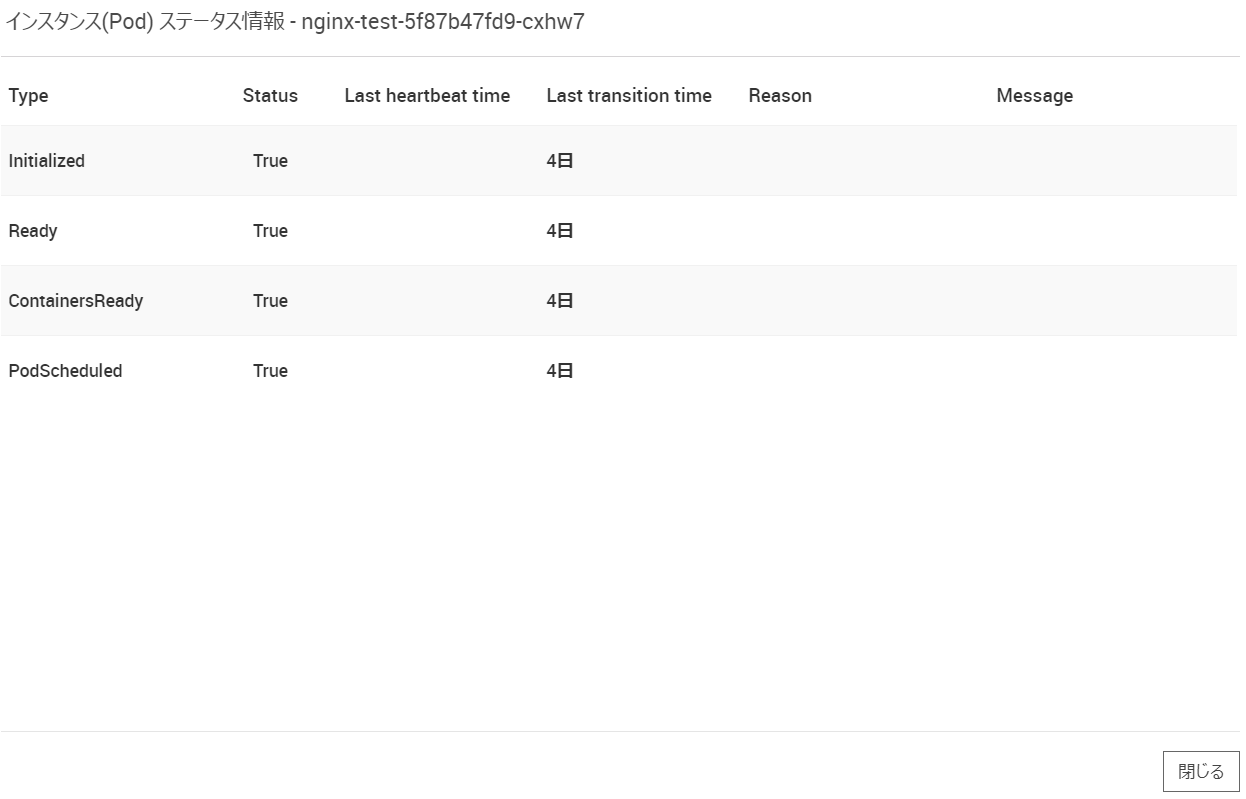 インスタンス(Pod) ステータス情報 - nginx-test-5f87b47fd9-cxhw7
Type Status Last heartbeat time Last transition time Reason Message
Initialized True 4日
Ready True 4日
ContainersReady True 4日
PodScheduled True 4日
閉じる